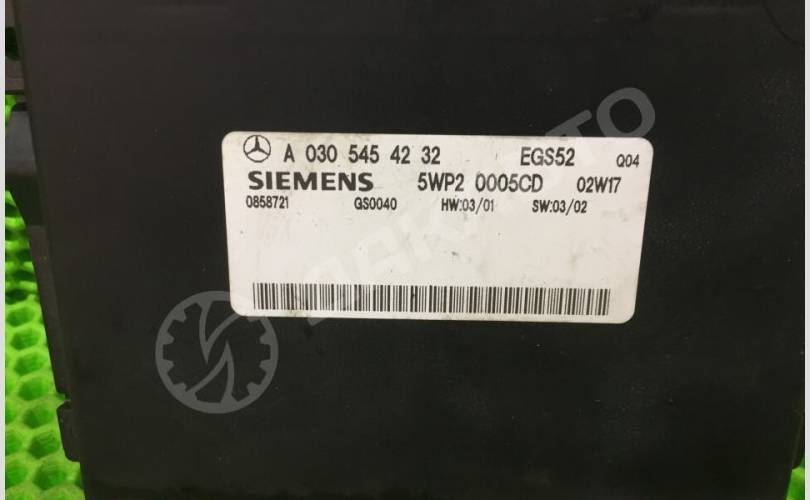 A 030 545 42 32 EGS52 Q04
SIEMENS 5WP2 0005CD 02W17
0858721 GS0040 HW:03/01 SW:03/02